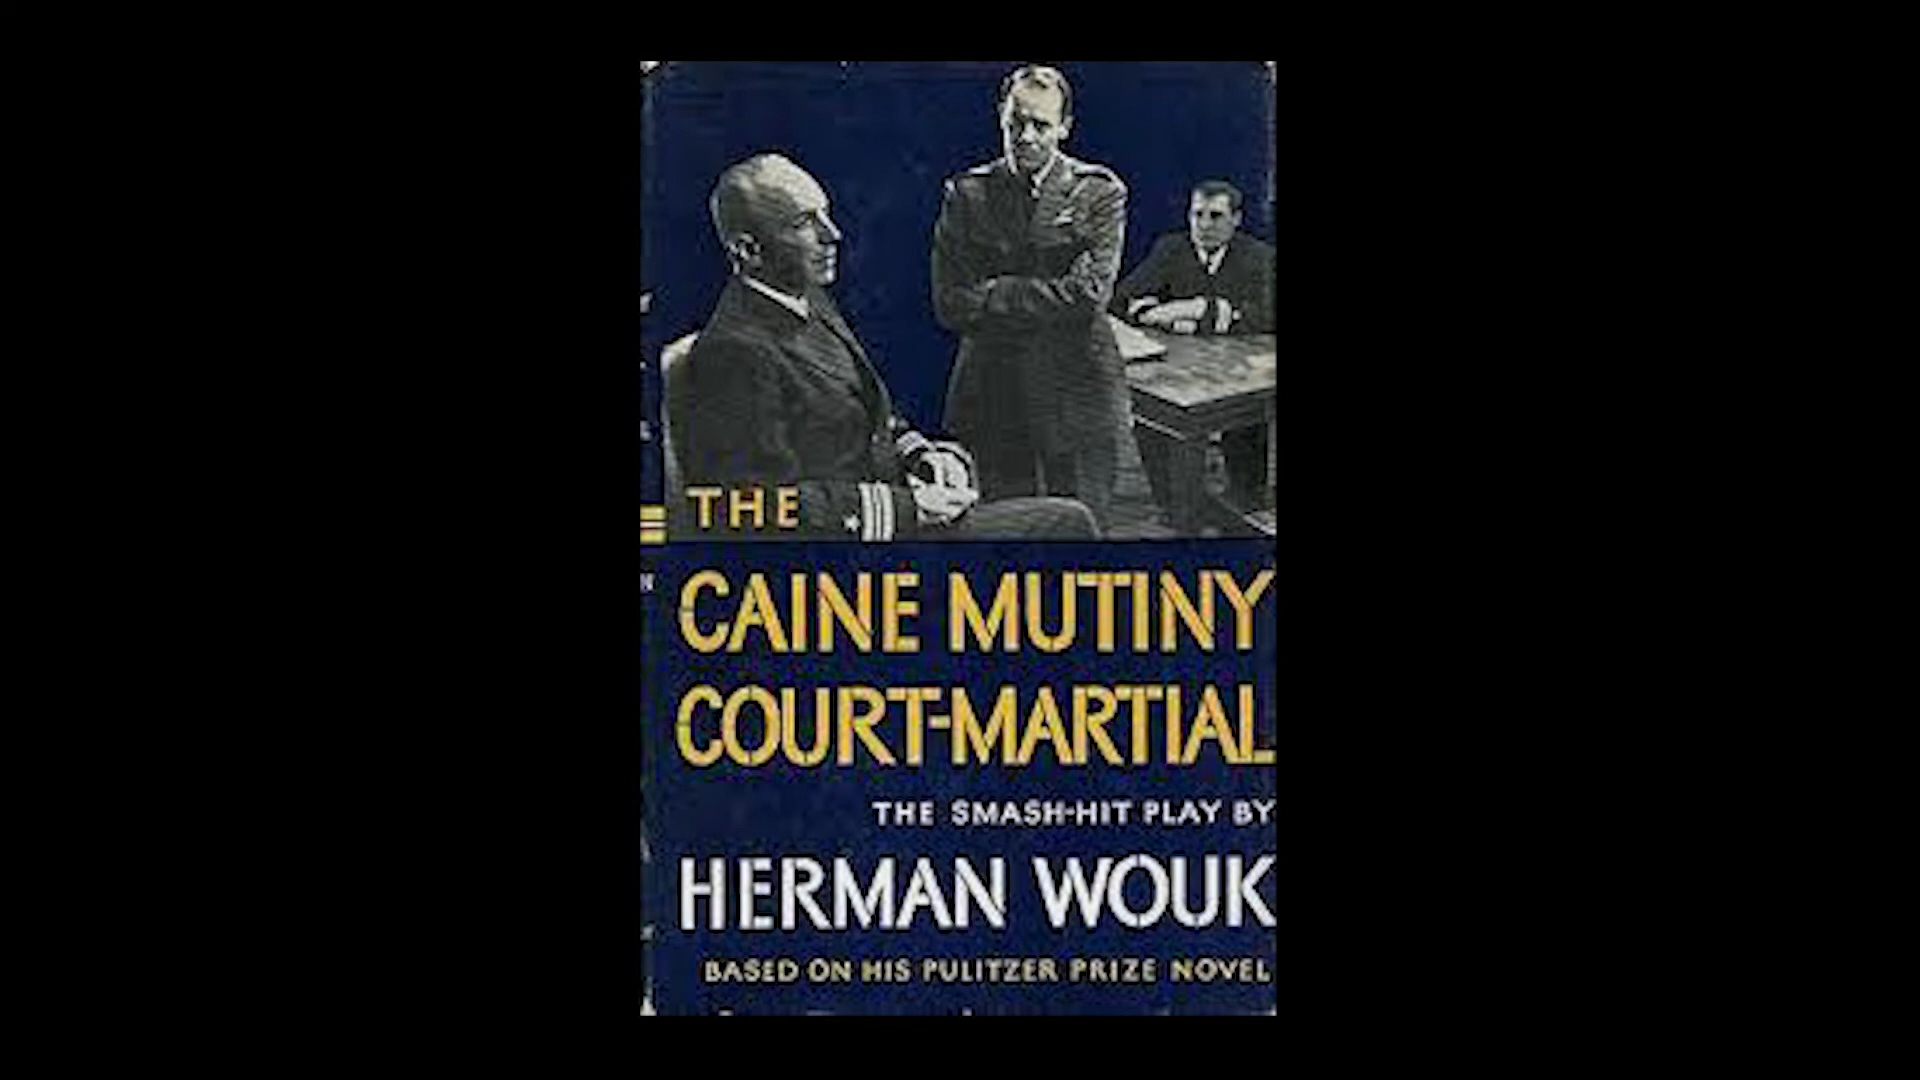 THE
CAINE MUTINY
COURT-MARTIAL
THE SMASH-HIT PLAY BY
HERMAN WOUK
BASED ON HIS PULITZER PRIZE NOVEL